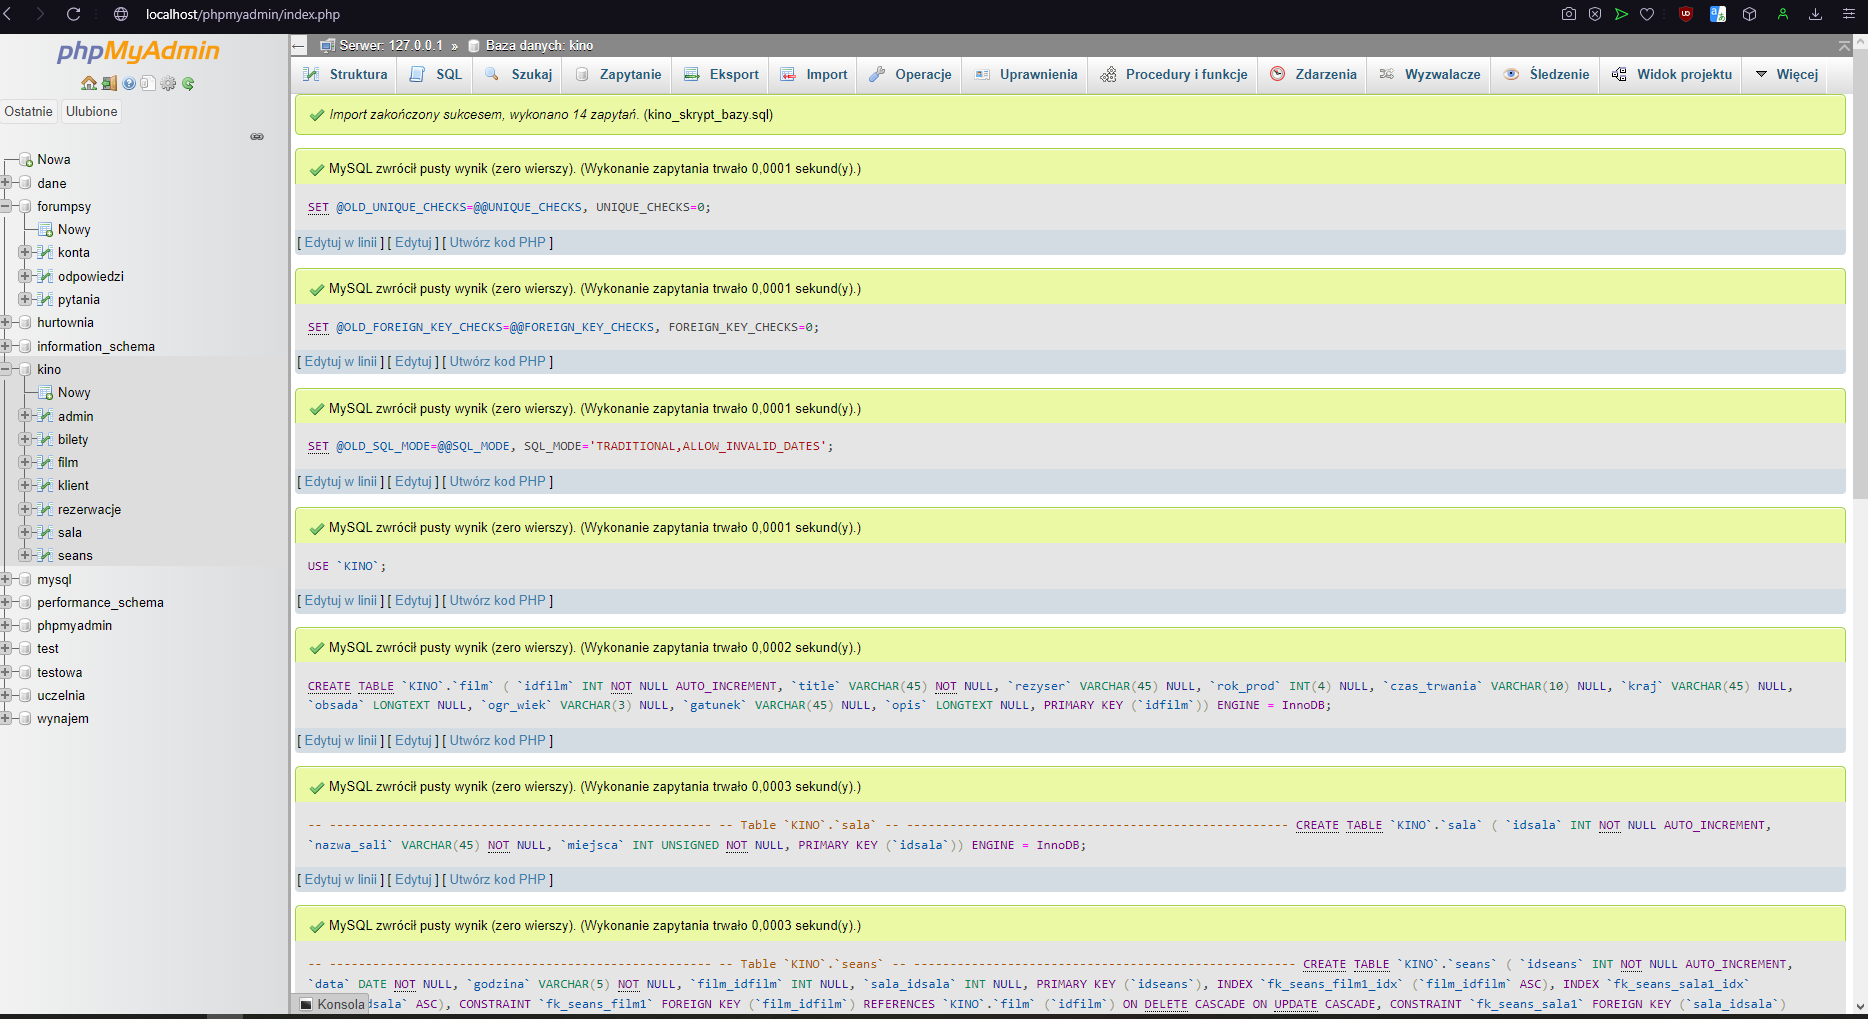 localhost/phpmyadmin/index.php
phpMyAdmin
Ostatnie Ulubione
Nowa
dane
forumpsy
Nowy
konta
odpowiedzi
pytania
hurtownia
information_schema
kino
Nowy
admin
bilety
film
klient
rezerwacje
sala
seans
mysql
performance_schema
phpmyadmin
test
testowa
uczelnia
wynajem
Serwer: 127.0.0.1 » Baza danych: kino
Struktura SQL Szukaj Zapytanie Eksport Import Operacje Uprawnienia Procedury i funkcje Zdarzenia Wyzwalacze Śledzenie Widok projektu Więcej
Import zakończony sukcesem, wykonano 14 zapytań. (kino_skrypt_bazy.sql)
MySQL zwrócił pusty wynik (zero wierszy). (Wykonanie zapytania trwało 0,0001 sekund(y).)
SET @OLD_UNIQUE_CHECKS=@@UNIQUE_CHECKS, UNIQUE_CHECKS=0;
[ Edytuj w linii ] [ Edytuj ] [ Utwórz kod PHP ]
MySQL zwrócił pusty wynik (zero wierszy). (Wykonanie zapytania trwało 0,0001 sekund(y).)
SET @OLD_FOREIGN_KEY_CHECKS=@@FOREIGN_KEY_CHECKS, FOREIGN_KEY_CHECKS=0;
[ Edytuj w linii ] [ Edytuj ] [ Utwórz kod PHP ]
MySQL zwrócił pusty wynik (zero wierszy). (Wykonanie zapytania trwało 0,0001 sekund(y).)
SET @OLD_SQL_MODE=@@SQL_MODE, SQL_MODE='TRADITIONAL,ALLOW_INVALID_DATES';
[ Edytuj w linii ] [ Edytuj ] [ Utwórz kod PHP ]
MySQL zwrócił pusty wynik (zero wierszy). (Wykonanie zapytania trwało 0,0001 sekund(y).)
USE `KINO`;
[ Edytuj w linii ] [ Edytuj ] [ Utwórz kod PHP ]
MySQL zwrócił pusty wynik (zero wierszy). (Wykonanie zapytania trwało 0,0002 sekund(y).)
CREATE TABLE `KINO`.`film` ( `idfilm` INT NOT NULL AUTO_INCREMENT, `title` VARCHAR(45) NOT NULL, `rezyser` VARCHAR(45) NULL, `rok_prod` INT(4) NULL, `czas_trwania` VARCHAR(10) NULL, `kraj` VARCHAR(45) NULL,
`obsada` LONGTEXT NULL, `ogr_wiek` VARCHAR(3) NULL, `gatunek` VARCHAR(45) NULL, `opis` LONGTEXT NULL, PRIMARY KEY (`idfilm`)) ENGINE = InnoDB;
[ Edytuj w linii ] [ Edytuj ] [ Utwórz kod PHP ]
MySQL zwrócił pusty wynik (zero wierszy). (Wykonanie zapytania trwało 0,0003 sekund(y).)
-- ----------------------------------------------------- -- Table `KINO`.`sala` -- ----------------------------------------------------- CREATE TABLE `KINO`.`sala` ( `idsala` INT NOT NULL AUTO_INCREMENT,
`nazwa_sali` VARCHAR(45) NOT NULL, `miejsca` INT UNSIGNED NOT NULL, PRIMARY KEY (`idsala`)) ENGINE = InnoDB;
[ Edytuj w linii ] [ Edytuj ] [ Utwórz kod PHP ]
MySQL zwrócił pusty wynik (zero wierszy). (Wykonanie zapytania trwało 0,0003 sekund(y).)
-- ----------------------------------------------------- -- Table `KINO`.`seans` -- ----------------------------------------------------- CREATE TABLE `KINO`.`seans` ( `idseans` INT NOT NULL AUTO_INCREMENT,
`data` DATE NOT NULL, `godzina` VARCHAR(5) NOT NULL, `film_idfilm` INT NULL, `sala_idsala` INT NULL, PRIMARY KEY (`idseans`), INDEX `fk_seans_film1_idx` (`film_idfilm` ASC), INDEX `fk_seans_sala1_idx`
Konsola dsala` ASC), CONSTRAINT `fk_seans_film1` FOREIGN KEY (`film_idfilm`) REFERENCES `KINO`.`film` (`idfilm`) ON DELETE CASCADE ON UPDATE CASCADE, CONSTRAINT `fk_seans_sala1` FOREIGN KEY (`sala_idsala`)